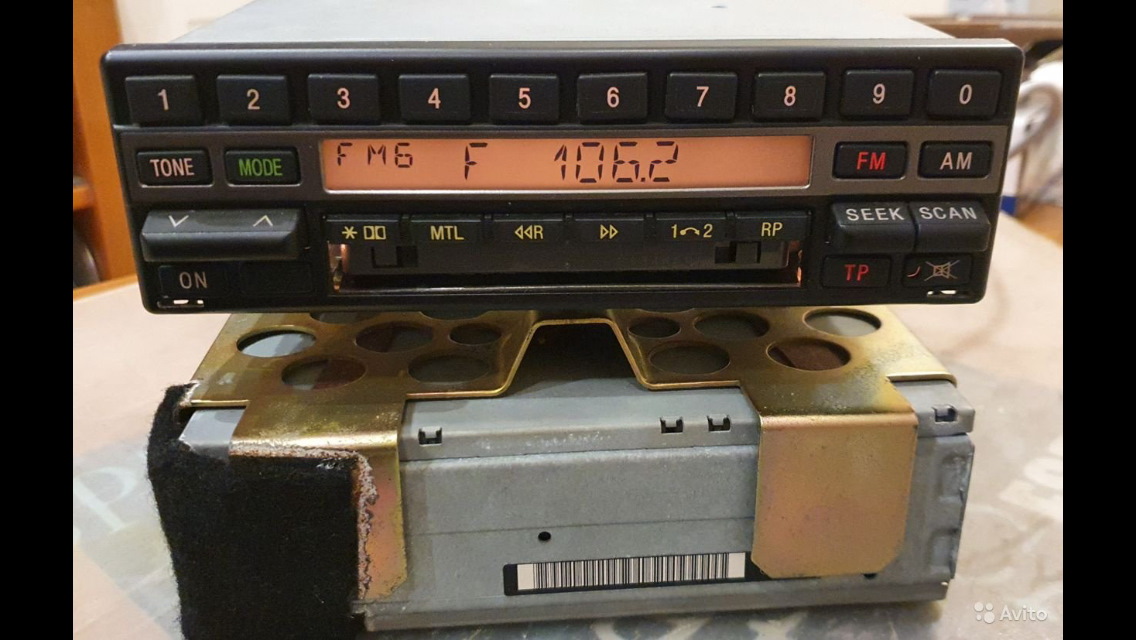 1 2 3 4 5 6 7 8 9 0
TONE MODE FM6 F 106.2 FM AM
MTL R 1 2 RP SEEK SCAN
ON TP
Avito